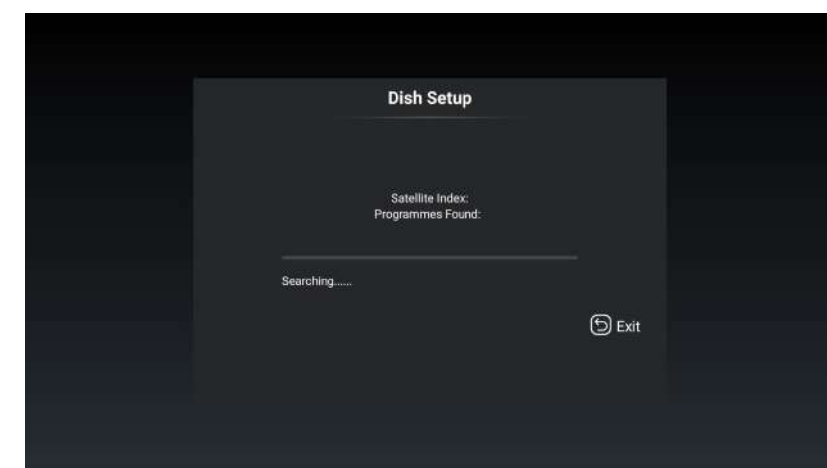 Dish Setup
Satellite Index:
Programmes Found:
Searching......
Exit